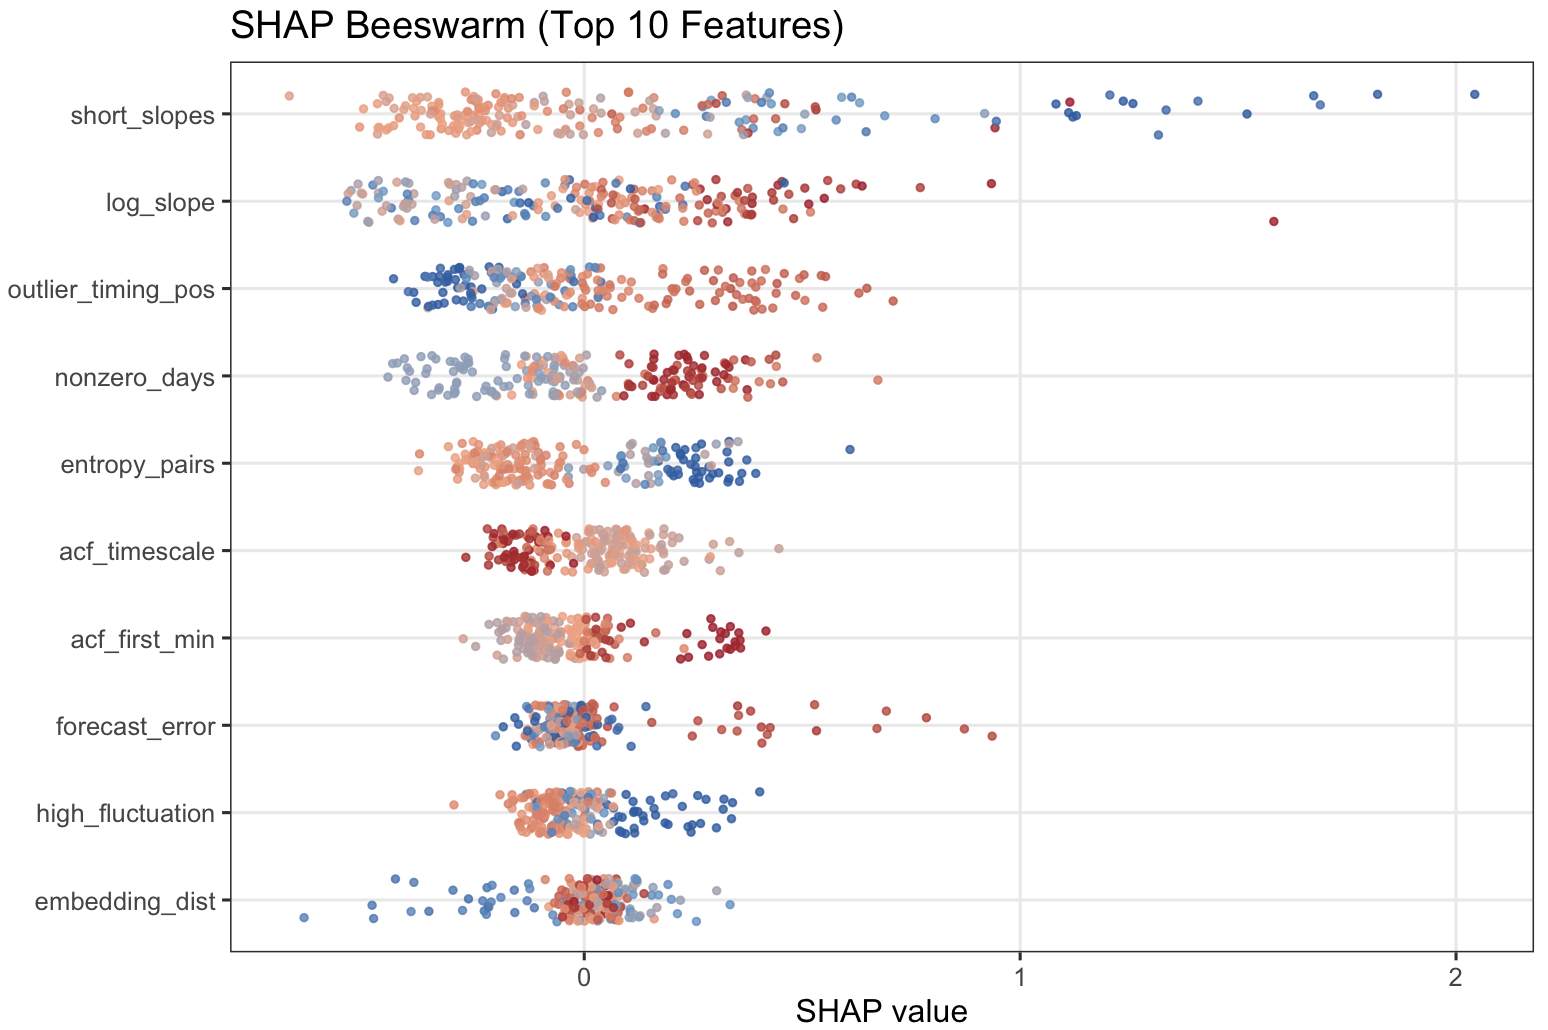 SHAP Beeswarm (Top 10 Features)
short_slopes
log_slope
outlier_timing_pos
nonzero_days
entropy_pairs
acf_timescale
acf_first_min
forecast_error
high_fluctuation
embedding_dist
0 1 2
SHAP value